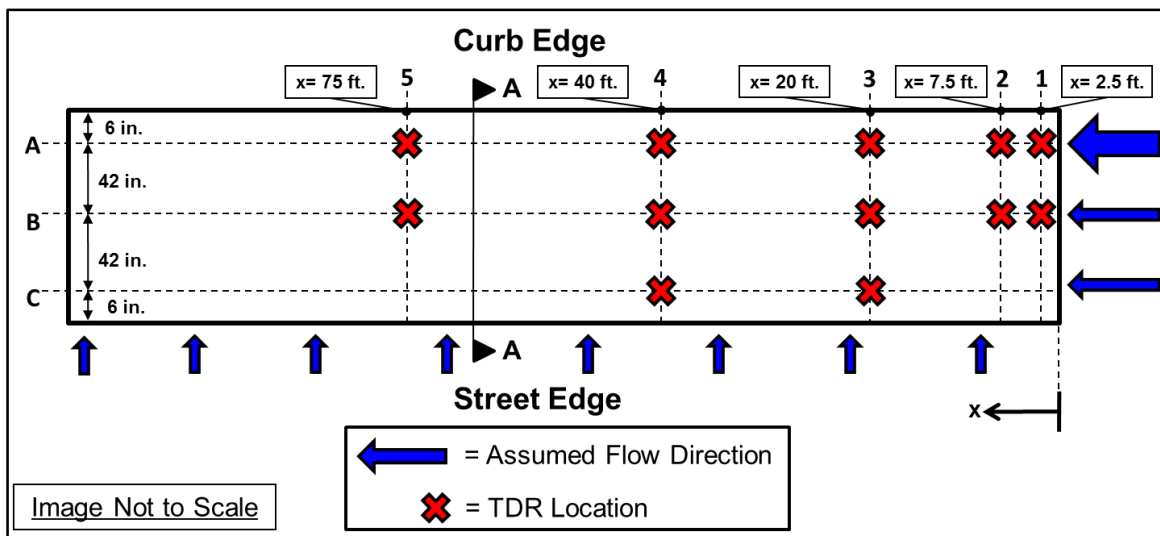 Curb Edge
x= 75 ft.
5
A
x= 40 ft.
4
x= 20 ft.
3
x= 7.5 ft.
2
1
x= 2.5 ft.
6 in.
A
42 in.
B
42 in.
C
6 in.
A
Street Edge
x
= Assumed Flow Direction
= TDR Location
Image Not to Scale